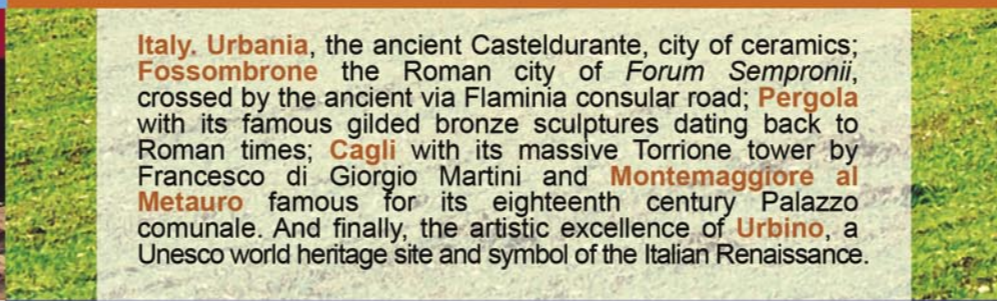 Italy. Urbania, the ancient Casteldurante, city of ceramics;
Fossombrone the Roman city of Forum Sempronii,
crossed by the ancient via Flaminia consular road; Pergola
with its famous gilded bronze sculptures dating back to
Roman times; Cagli with its massive Torrione tower by
Francesco di Giorgio Martini and Montemaggiore al
Metauro famous for its eighteenth century Palazzo
comunale. And finally, the artistic excellence of Urbino, a
Unesco world heritage site and symbol of the Italian Renaissance.